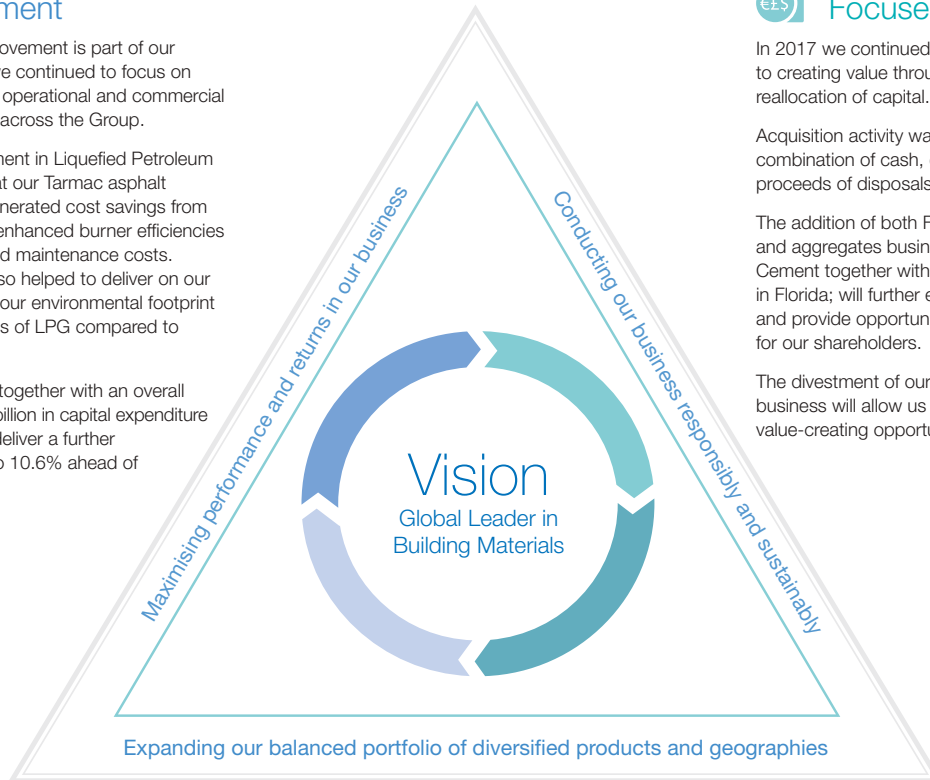 ment
ovement is part of our
e continued to focus on
operational and commercial
across the Group.
ment in Liquefied Petroleum
at our Tarmac asphalt
nerated cost savings from
enhanced burner efficiencies
d maintenance costs.
so helped to deliver on our
our environmental footprint
s of LPG compared to
together with an overall
billion in capital expenditure
deliver a further
o 10.6% ahead of
Maximising performance and returns in our business
Vision
Global Leader in
Building Materials
Conducting our business responsibly and sustainably
Expanding our balanced portfolio of diversified products and geographies
€£$
Focuse
In 2017 we continued
to creating value throu
reallocation of capital.
Acquisition activity wa
combination of cash,
proceeds of disposals
The addition of both F
and aggregates busin
Cement together with
in Florida; will further e
and provide opportun
for our shareholders.
The divestment of our
business will allow us
value-creating opportu